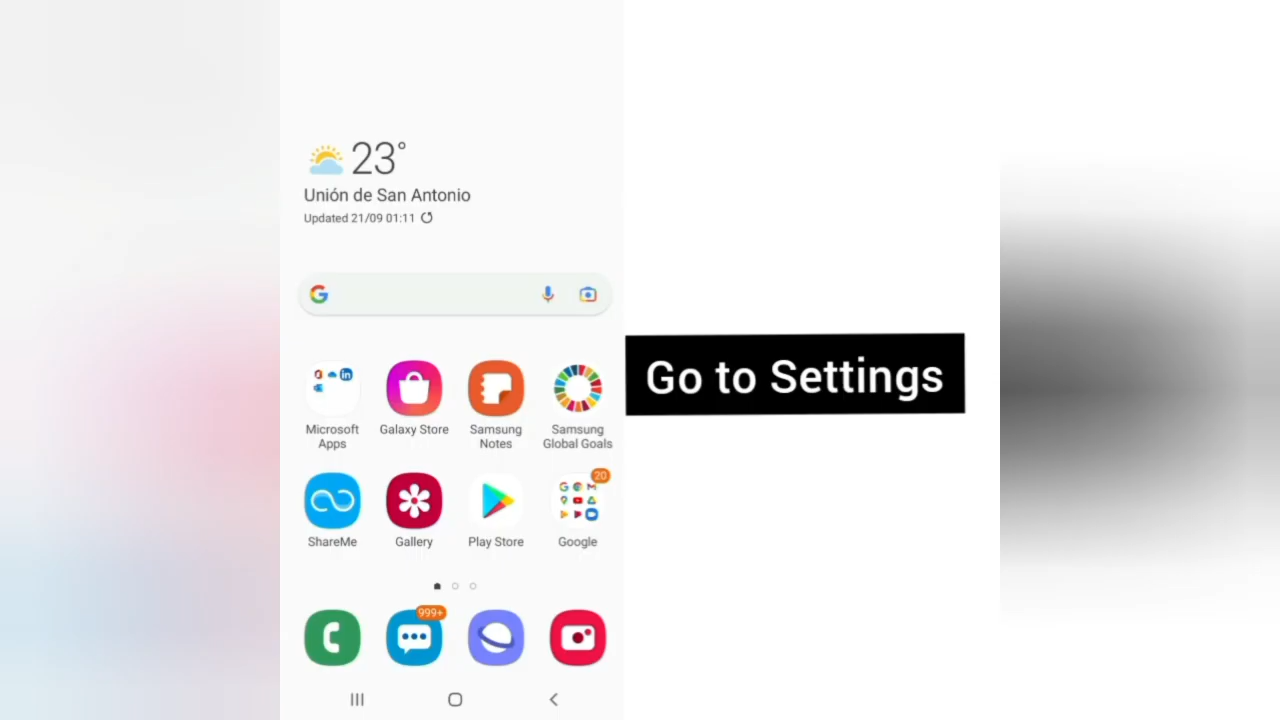 23°
Unión de San Antonio
Updated 21/09 01:11
Go to Settings
Microsoft Apps
Galaxy Store
Samsung Notes
Samsung Global Goals
20
ShareMe
Gallery
Play Store
Google
999+